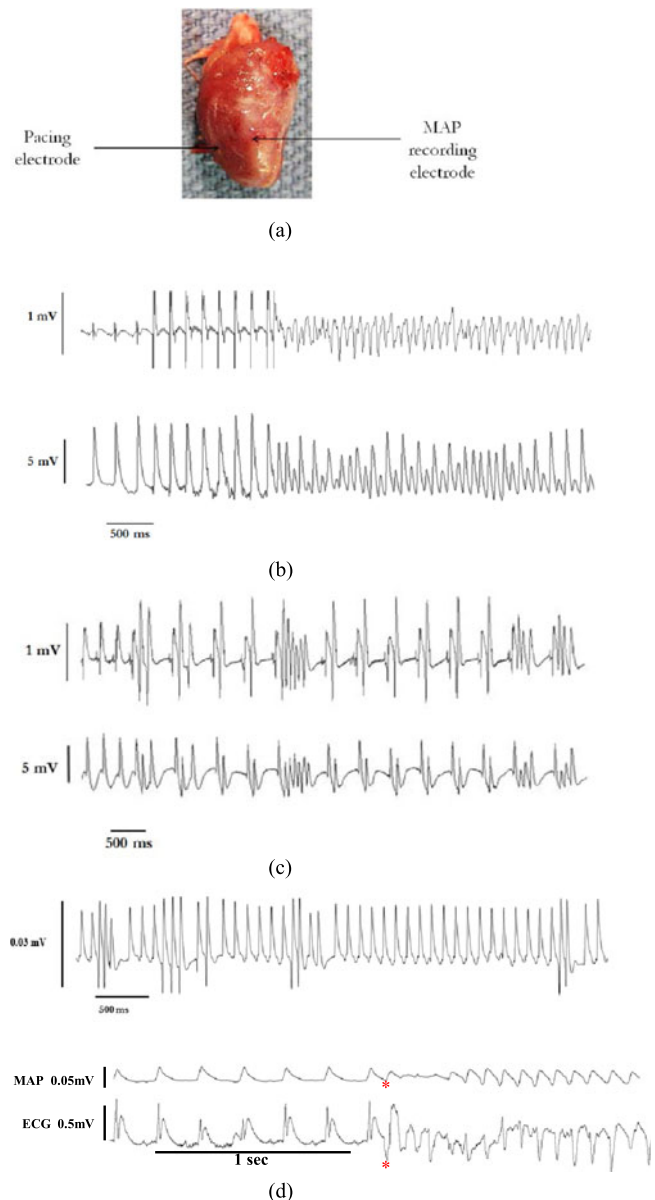 Pacing
electrode
MAP
recording
electrode
(a)
1 mV
5 mV
500 ms
(b)
1 mV
5 mV
500 ms
(c)
0.03 mV
500 ms
MAP 0.05mV
*
ECG 0.5mV
*
1 sec
(d)